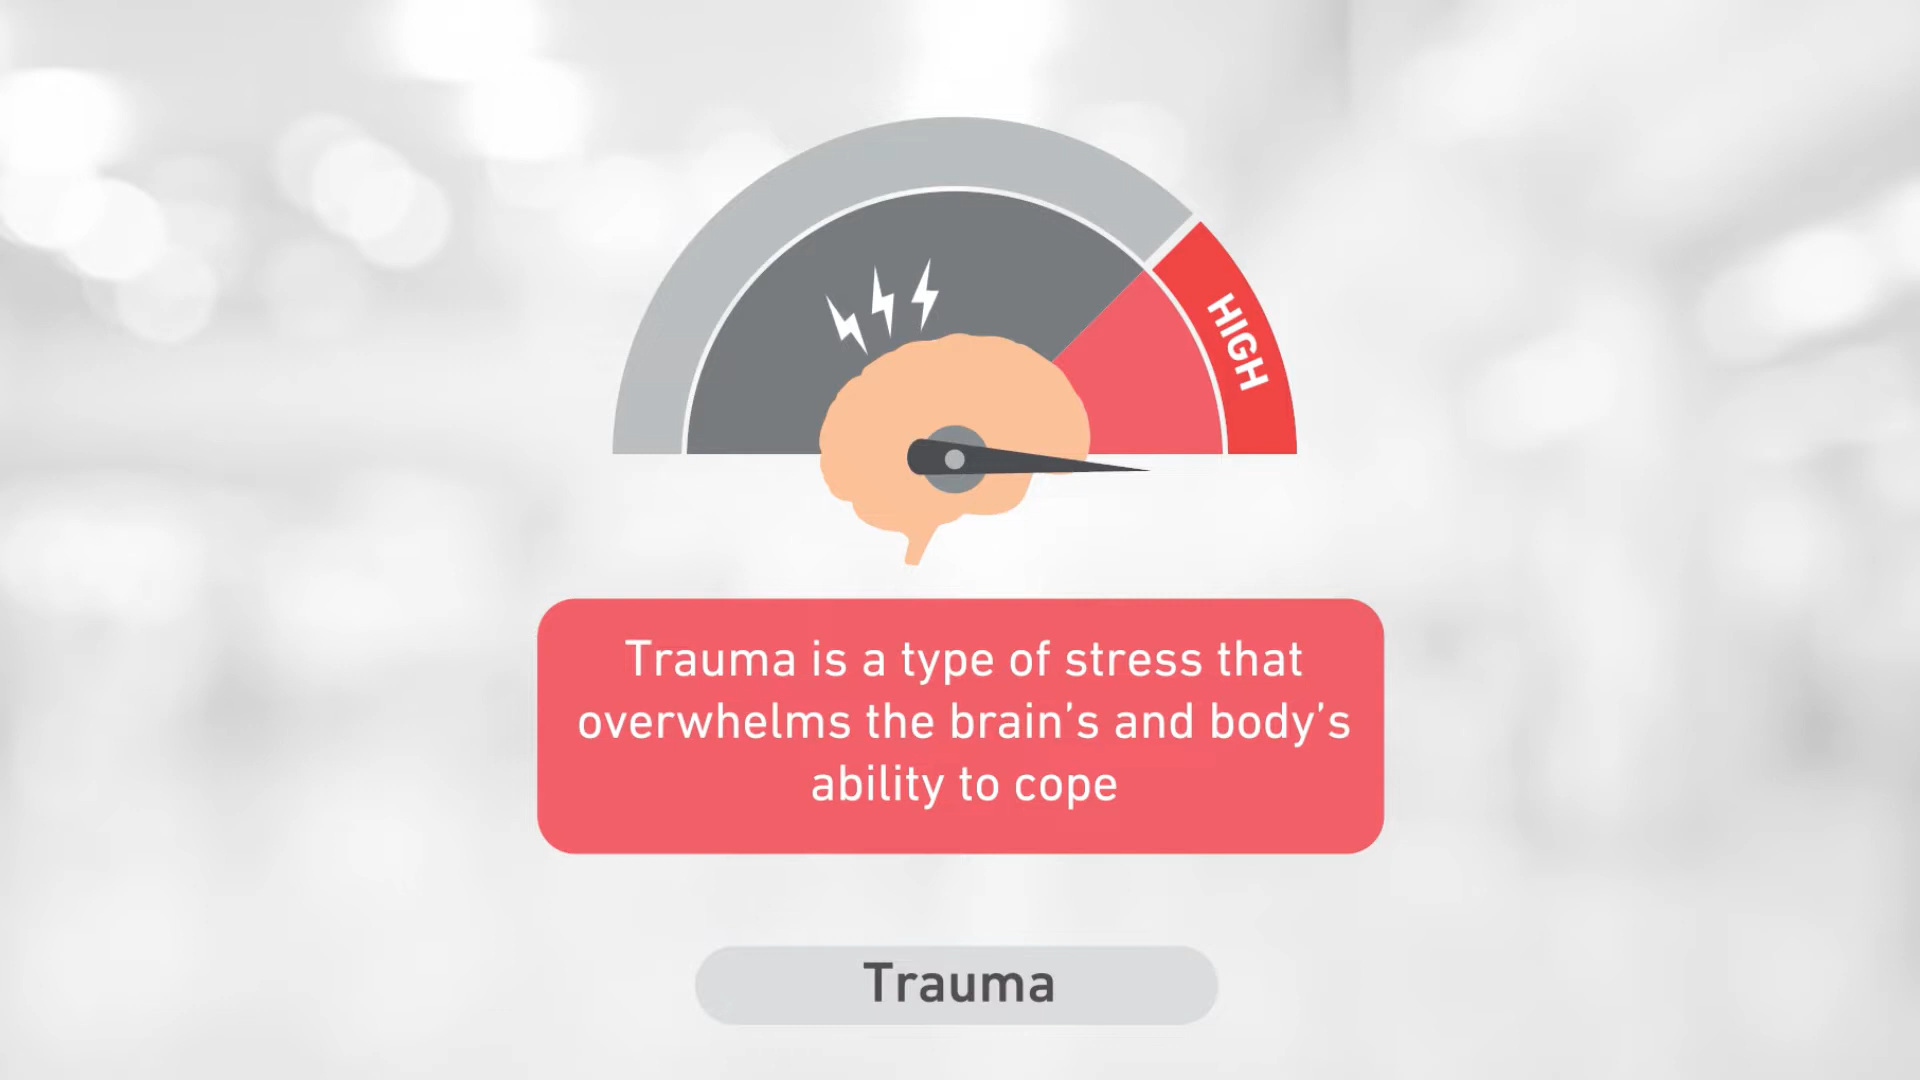 HIGH
Trauma is a type of stress that
overwhelms the brain’s and body’s
ability to cope
Trauma